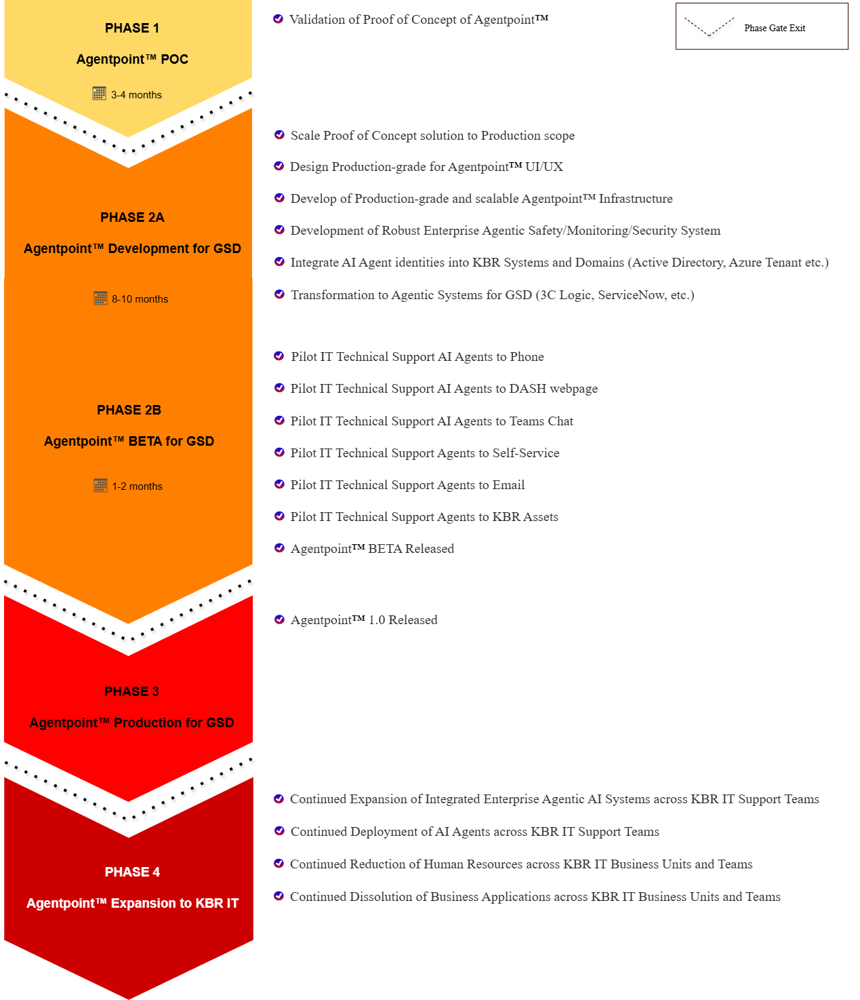 PHASE 1
Agentpoint™ POC
3-4 months
Validation of Proof of Concept of Agentpoint™
Phase Gate Exit
PHASE 2A
Agentpoint™ Development for GSD
8-10 months
Scale Proof of Concept solution to Production scope
Design Production-grade for Agentpoint™ UI/UX
Develop of Production-grade and scalable Agentpoint™ Infrastructure
Development of Robust Enterprise Agentic Safety/Monitoring/Security System
Integrate AI Agent identities into KBR Systems and Domains (Active Directory, Azure Tenant etc.)
Transformation to Agentic Systems for GSD (3C Logic, ServiceNow, etc.)
PHASE 2B
Agentpoint™ BETA for GSD
1-2 months
Pilot IT Technical Support AI Agents to Phone
Pilot IT Technical Support AI Agents to DASH webpage
Pilot IT Technical Support AI Agents to Teams Chat
Pilot IT Technical Support Agents to Self-Service
Pilot IT Technical Support Agents to Email
Pilot IT Technical Support Agents to KBR Assets
Agentpoint™ BETA Released
PHASE 3
Agentpoint™ Production for GSD
Agentpoint™ 1.0 Released
PHASE 4
Agentpoint™ Expansion to KBR IT
Continued Expansion of Integrated Enterprise Agentic AI Systems across KBR IT Support Teams
Continued Deployment of AI Agents across KBR IT Support Teams
Continued Reduction of Human Resources across KBR IT Business Units and Teams
Continued Dissolution of Business Applications across KBR IT Business Units and Teams